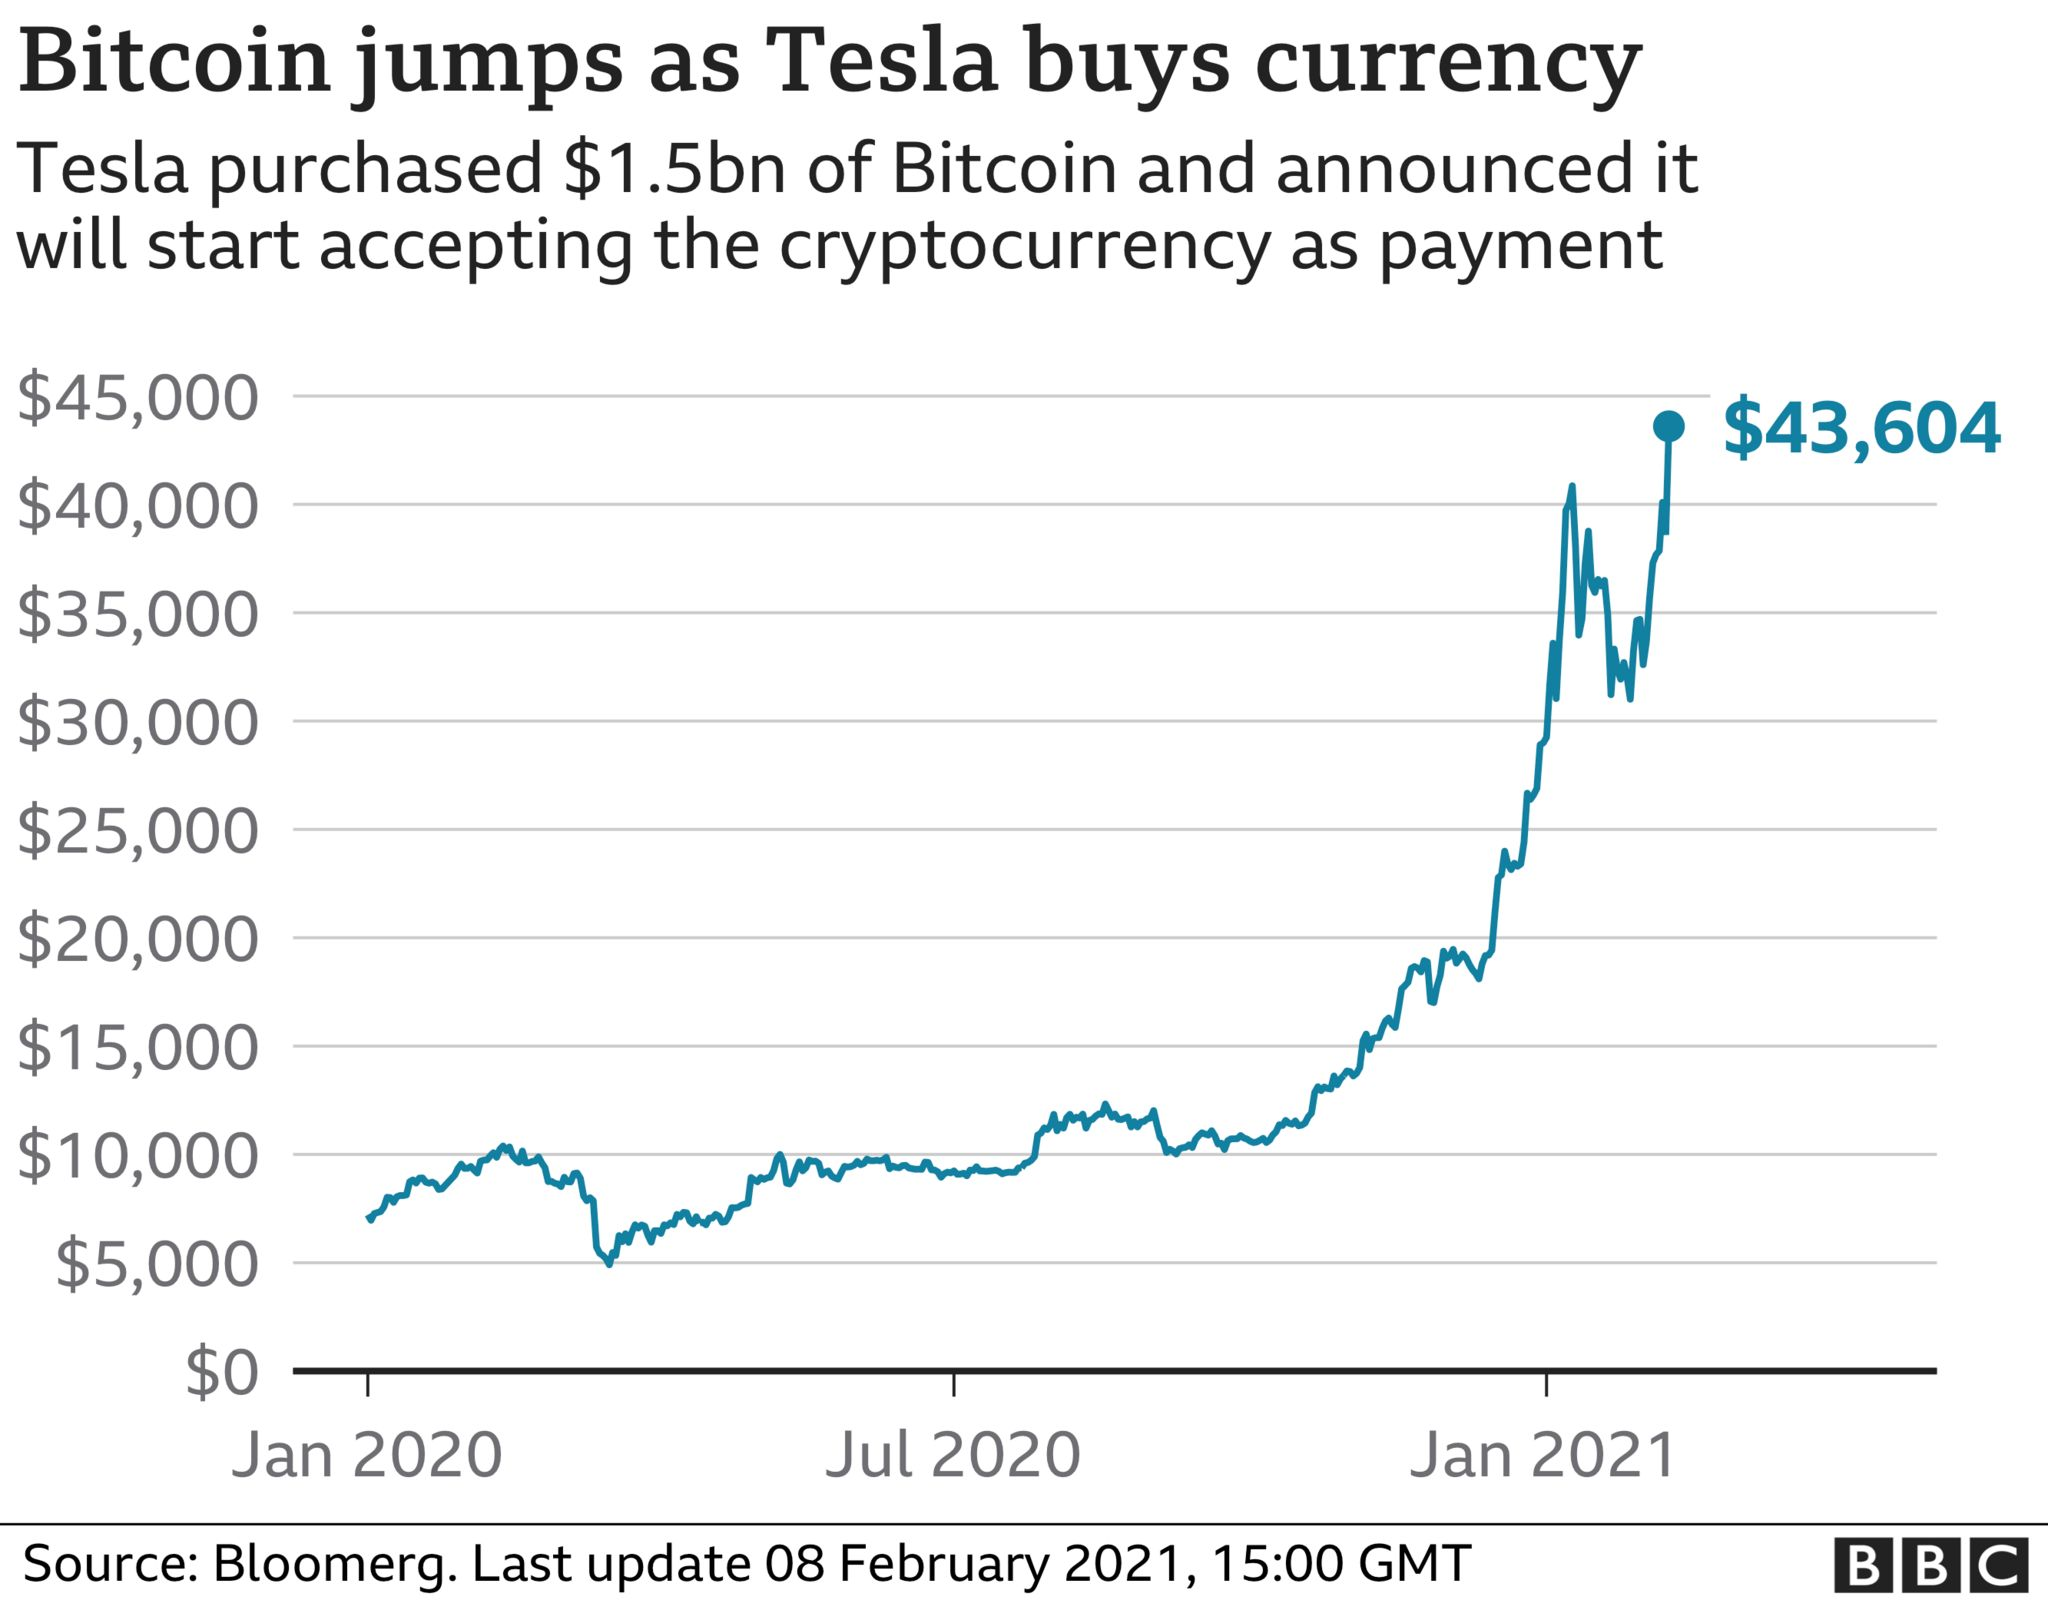 Bitcoin jumps as Tesla buys currency
Tesla purchased $1.5bn of Bitcoin and announced it
will start accepting the cryptocurrency as payment
$45,000
$43,604
$40,000
$35,000
$30,000
$25,000
$20,000
$15,000
$10,000
$5,000
$0
Jan 2020 Jul 2020 Jan 2021
Source: Bloomerg. Last update 08 February 2021, 15:00 GMT
BBC